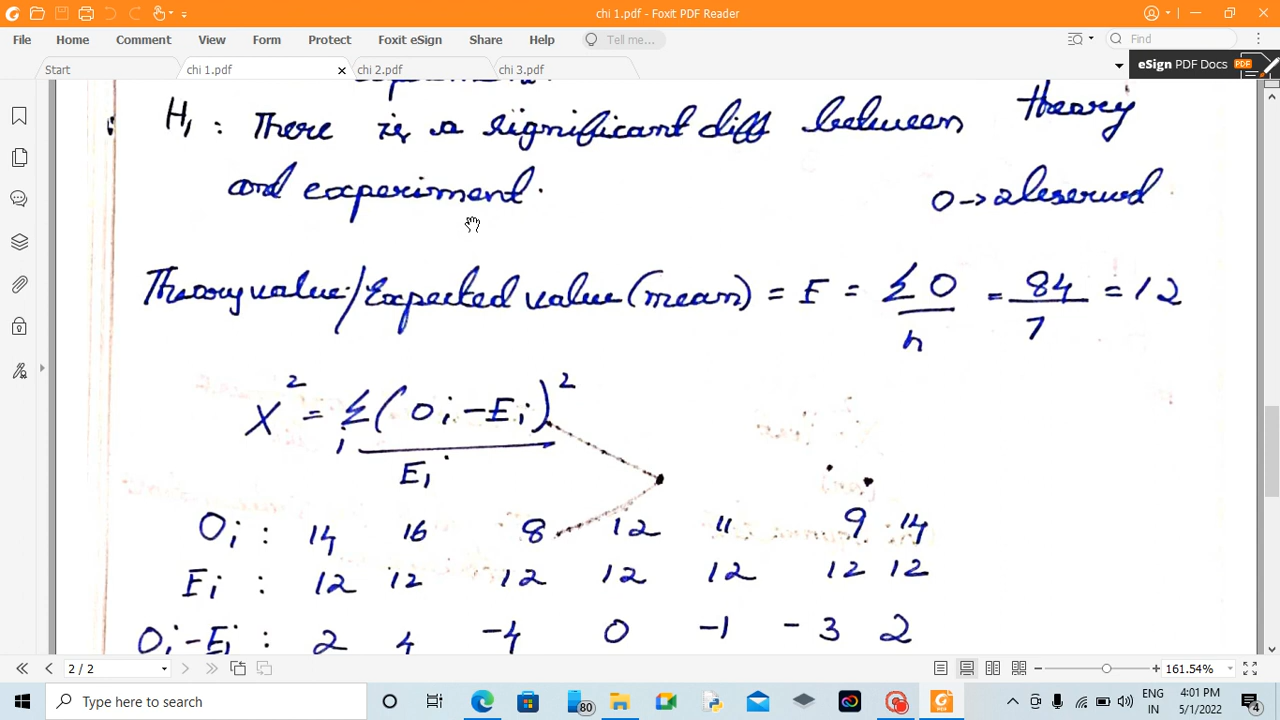 chi 1.pdf - Foxit PDF Reader
File Home Comment View Form Protect Foxit eSign Share Help Tell me... Find
Start chi 1.pdf chi 2.pdf chi 3.pdf eSign PDF Docs
H₁ : There is a significant diff between theory
and experiment.
O → observed
Theory value/Expected value (mean) = E = ΣO/n = 84/7 = 12
X² = Σi (Oi - Ei)² / Ei
Oi : 14 16 8 12 11 9 14
Ei : 12 12 12 12 12 12 12
Oi-Ei : 2 4 -4 0 -1 -3 2
2 / 2 161.54%
Type here to search 80 ENG 4:01 PM
IN 5/1/2022 4